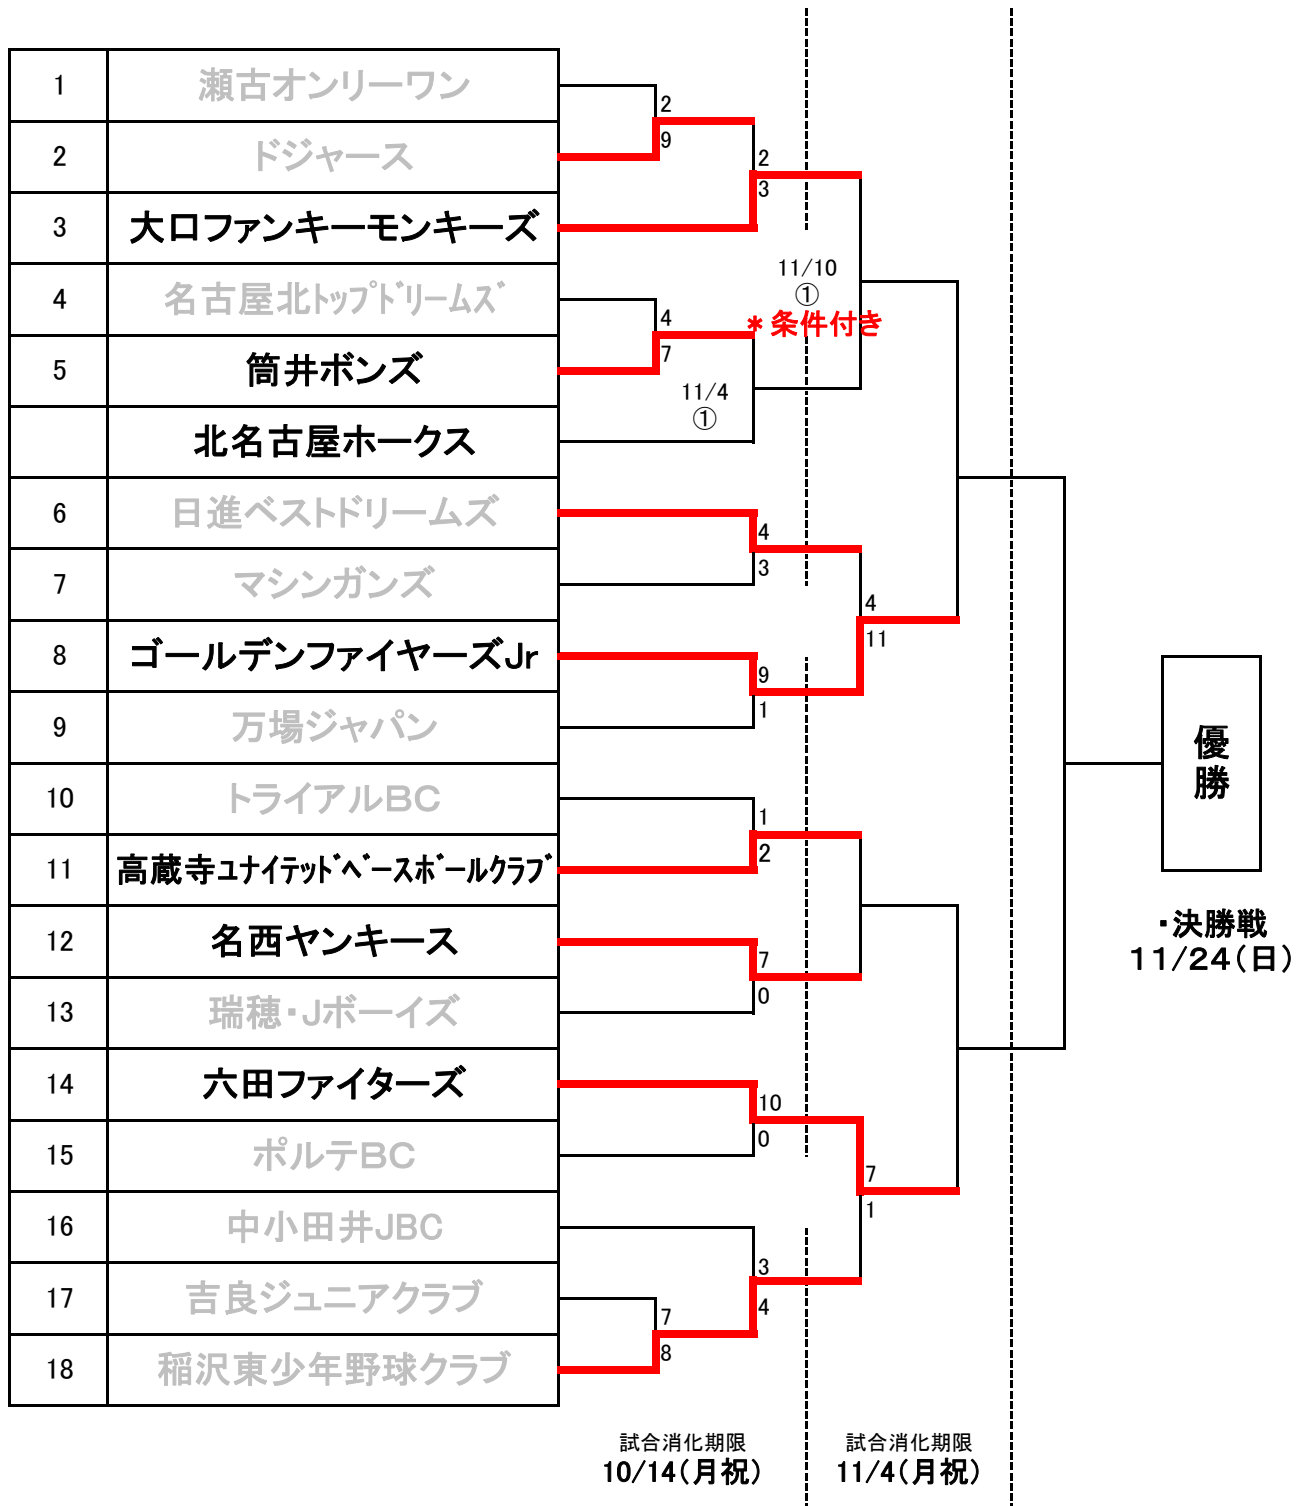 1 瀬古オンリーワン
2
9
2 ドジャース
2
3
3 大口ファンキーモンキーズ
11/10
①
*条件付き
4 名古屋北トップドリームズ
4
7
5 筒井ボンズ
11/4
①
北名古屋ホークス
6 日進ベストドリームズ
4
3
7 マシンガンズ
4
11
8 ゴールデンファイヤーズJr
9
1
9 万場ジャパン
優勝
10 トライアルBC
1
2
11 高蔵寺ユナイテッドベースボールクラブ
12 名西ヤンキース
・決勝戦
11/24(日)
7
0
13 瑞穂・Jボーイズ
14 六田ファイターズ
10
0
15 ポルテBC
7
1
16 中小田井JBC
3
4
17 吉良ジュニアクラブ
7
8
18 稲沢東少年野球クラブ
試合消化期限
10/14(月祝)
試合消化期限
11/4(月祝)